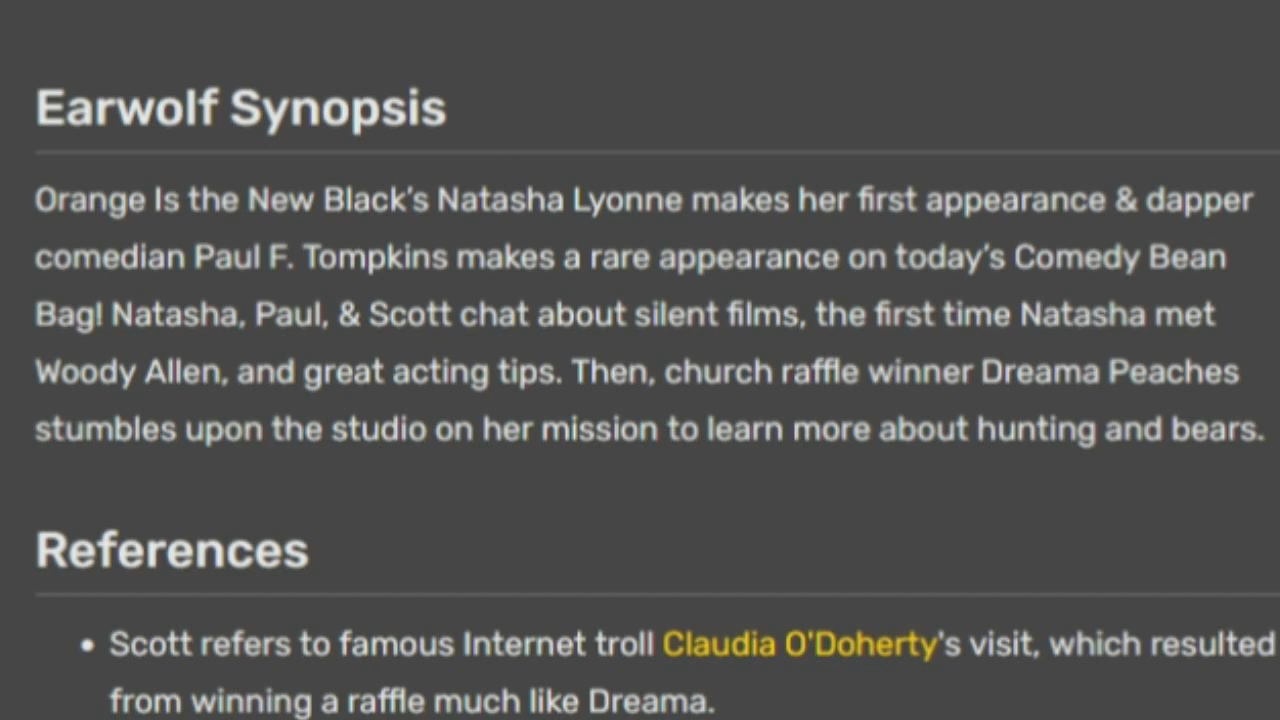 Earwolf Synopsis
Orange Is the New Black’s Natasha Lyonne makes her first appearance & dapper
comedian Paul F. Tompkins makes a rare appearance on today’s Comedy Bean
Bag! Natasha, Paul, & Scott chat about silent films, the first time Natasha met
Woody Allen, and great acting tips. Then, church raffle winner Dreama Peaches
stumbles upon the studio on her mission to learn more about hunting and bears.
References
• Scott refers to famous Internet troll Claudia O'Doherty's visit, which resulted
from winning a raffle much like Dreama.